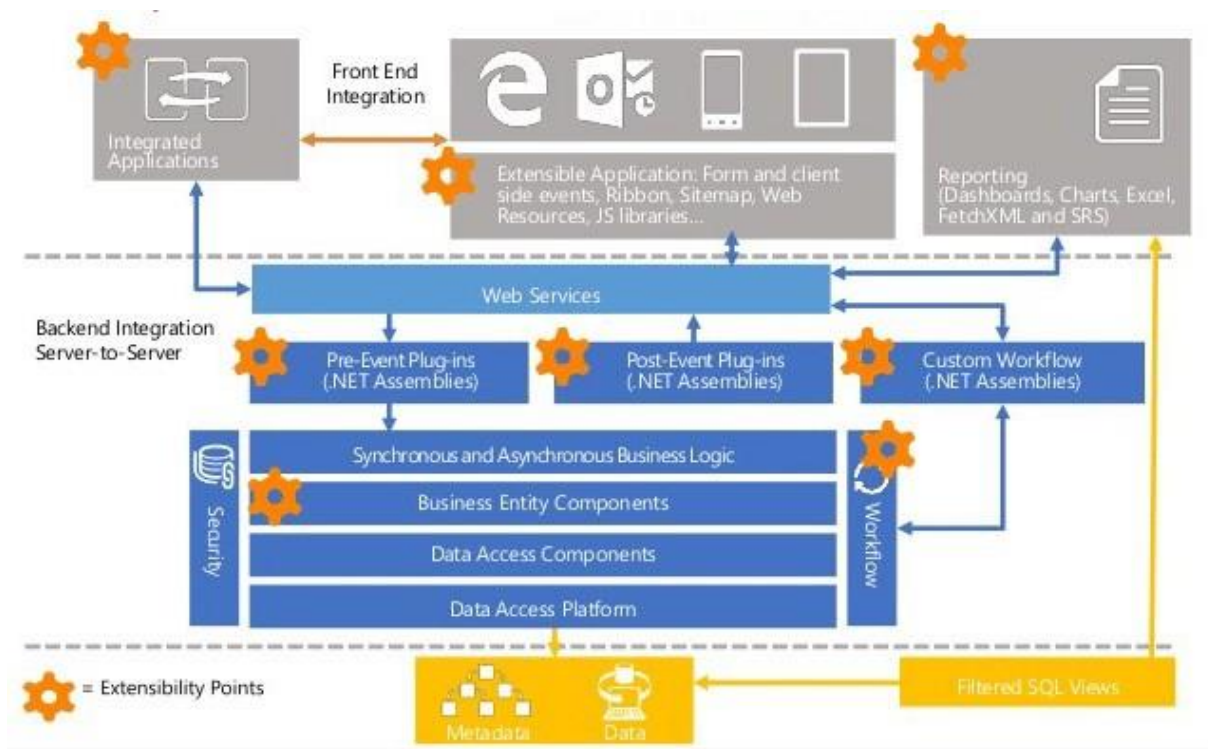 Front End
Integration
Integrated
Applications
Extensible Application: Form and client
side events, Ribbon, Sitemap, Web
Resources, JS libraries...
Reporting
(Dashboards, Charts, Excel,
FetchXML and SRS)
Web Services
Backend Integration
Server-to-Server
Pre-Event Plug-ins
(.NET Assemblies)
Post-Event Plug-ins
(.NET Assemblies)
Custom Workflow
(.NET Assemblies)
Security
Synchronous and Asynchronous Business Logic
Business Entity Components
Data Access Components
Data Access Platform
Workflow
= Extensibility Points
Metadata
Data
Filtered SQL Views